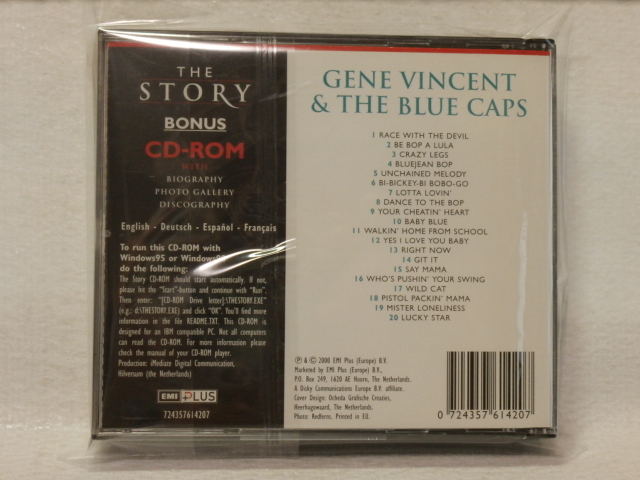 THE
STORY
BONUS
CD-ROM
WITH
BIOGRAPHY
PHOTO GALLERY
DISCOGRAPHY
English - Deutsch - Español - Français
To run this CD-ROM with
Windows95 or
do the following:
The Story CD-ROM should start automatically. If not,
please hit the "Start"-button and continue with "Run".
Then enter: "[CD-ROM Drive letter]:\THESTORY.EXE"
(e.g.: d:\THESTORY.EXE) and click "OK". You'll find more
information in the file README.TXT. This CD-ROM is
designed for an IBM compatible PC. Not all computers
can read the CD-ROM. For more information please
check the manual of your CD-ROM player.
Production: iMediate Digital Communication,
Hilversum (the Netherlands)
EMI PLUS
724357614207
GENE VINCENT
& THE BLUE CAPS
1 RACE WITH THE DEVIL
2 BE BOP A LULA
3 CRAZY LEGS
4 BLUEJEAN BOP
5 UNCHAINED MELODY
6 BI-BICKEY-BI BOBO-GO
7 LOTTA LOVIN'
8 DANCE TO THE BOP
9 YOUR CHEATIN' HEART
10 BABY BLUE
11 WALKIN' HOME FROM SCHOOL
12 YES I LOVE YOU BABY
13 RIGHT NOW
14 GIT IT
15 SAY MAMA
16 WHO'S PUSHIN' YOUR SWING
17 WILD CAT
18 PISTOL PACKIN' MAMA
19 MISTER LONELINESS
20 LUCKY STAR
℗ & © 2000 EMI Plus (Europe) B.V.
Marketed by EMI Plus (Europe) B.V.,
P.O. Box 249, 1620 AE Hoorn, The Netherlands.
A Disky Communications Europe B.V. affiliate.
Cover Design: Ocheda Grafische Creaties,
Heerhugowaard, The Netherlands.
Photo: Redferns. Printed in EU.
0 724357 614207